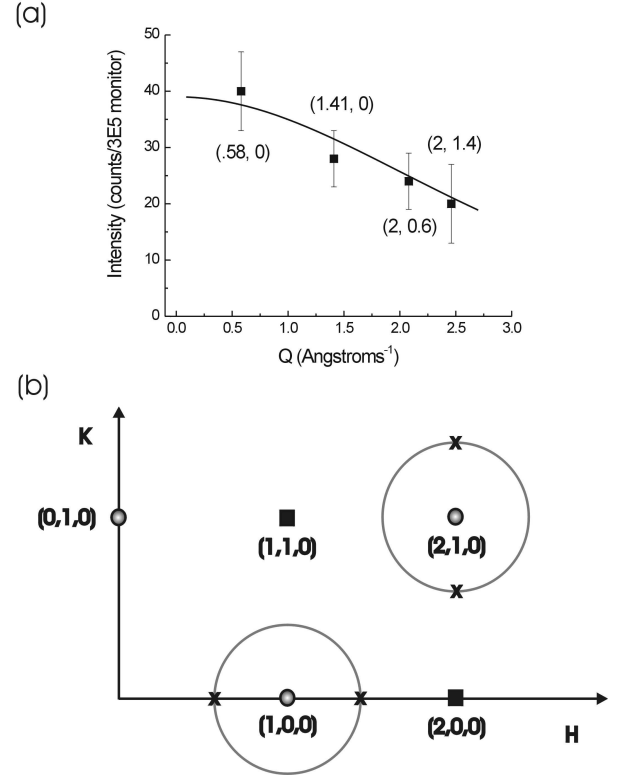 (a)
50
40
30
20
10
0
Intensity (counts/3E5 monitor)
(.58, 0)
(1.41, 0)
(2, 0.6)
(2, 1.4)
0.0 0.5 1.0 1.5 2.0 2.5 3.0
Q (Angstroms⁻¹)
(b)
K
x
(0,1,0)
(1,1,0)
(2,1,0)
x
x x
(1,0,0)
(2,0,0)
H